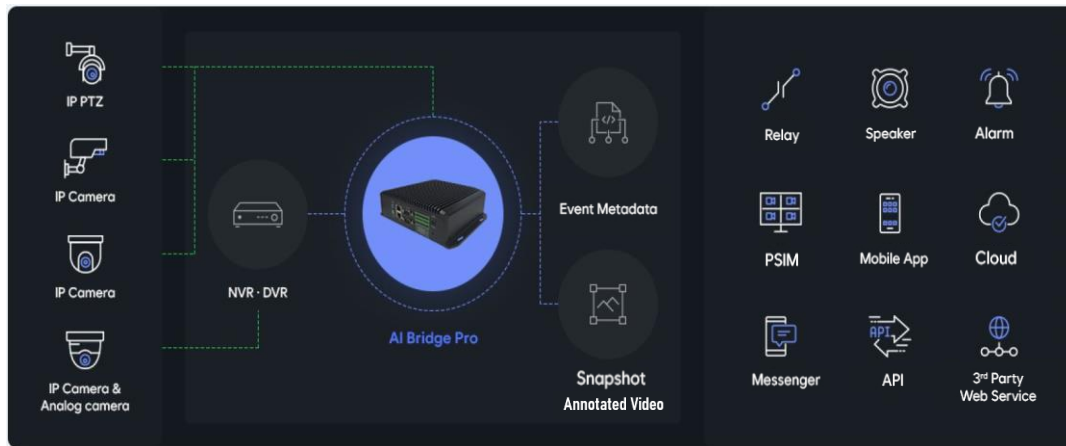 IP PTZ
IP Camera
IP Camera
IP Camera &
Analog camera
NVR · DVR
AI Bridge Pro
Event Metadata
Snapshot
Annotated Video
Relay
Speaker
Alarm
PSIM
Mobile App
Cloud
Messenger
API
API
3rd Party
Web Service